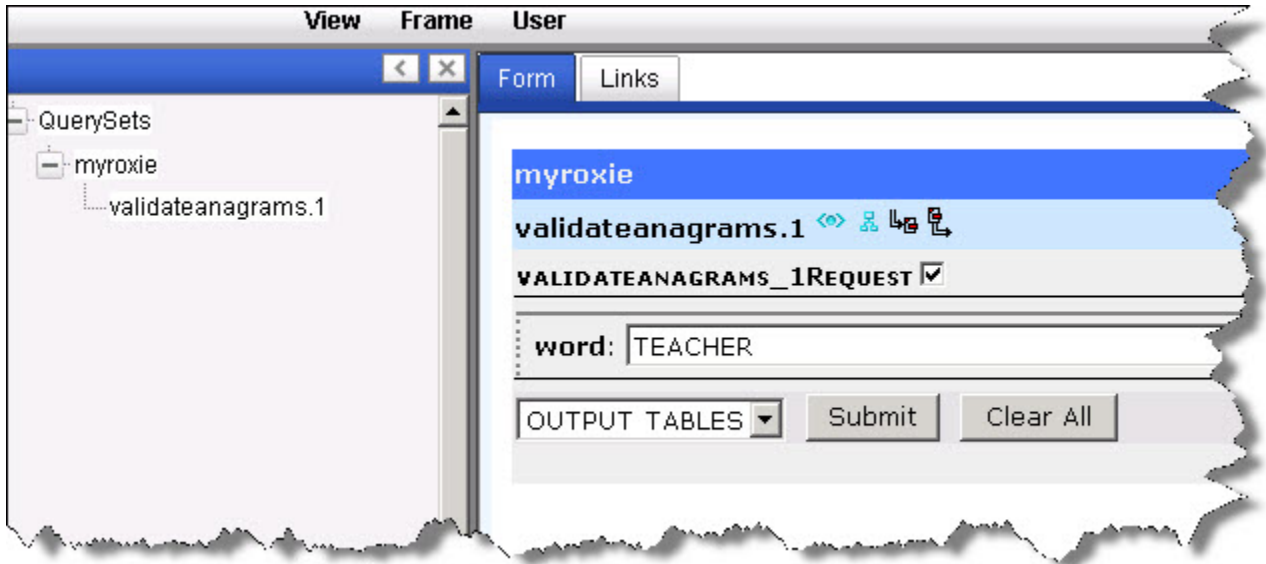 View Frame User
Form Links
QuerySets
myroxie
validateanagrams.1
myroxie
validateanagrams.1
VALIDATEANAGRAMS_1REQUEST
word: TEACHER
OUTPUT TABLES Submit Clear All